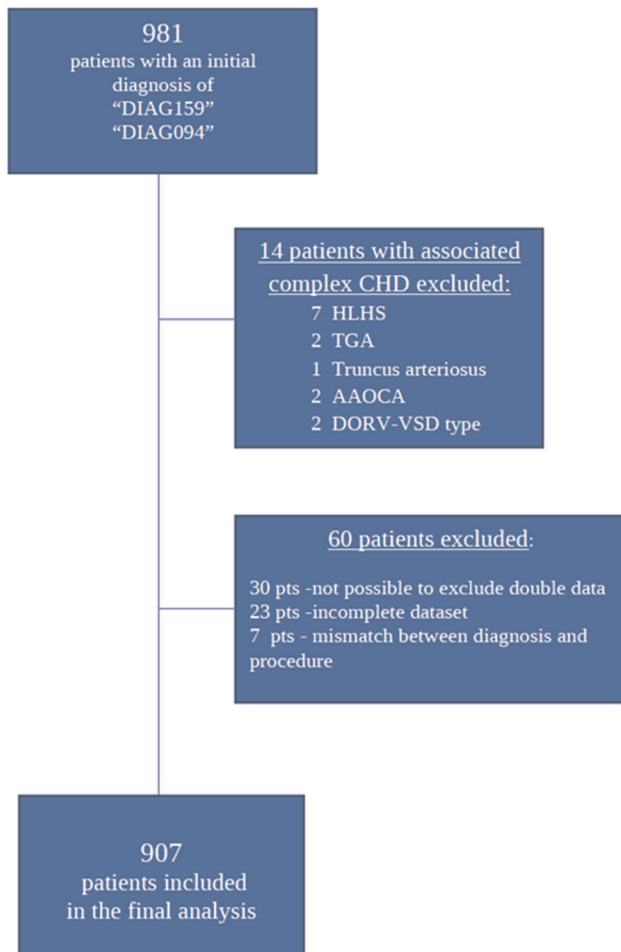 981
patients with an initial
diagnosis of
“DIAG159”
“DIAG094”
14 patients with associated
complex CHD excluded:
7 HLHS
2 TGA
1 Truncus arteriosus
2 AAOCA
2 DORV-VSD type
60 patients excluded:
30 pts -not possible to exclude double data
23 pts -incomplete dataset
7 pts - mismatch between diagnosis and
procedure
907
patients included
in the final analysis